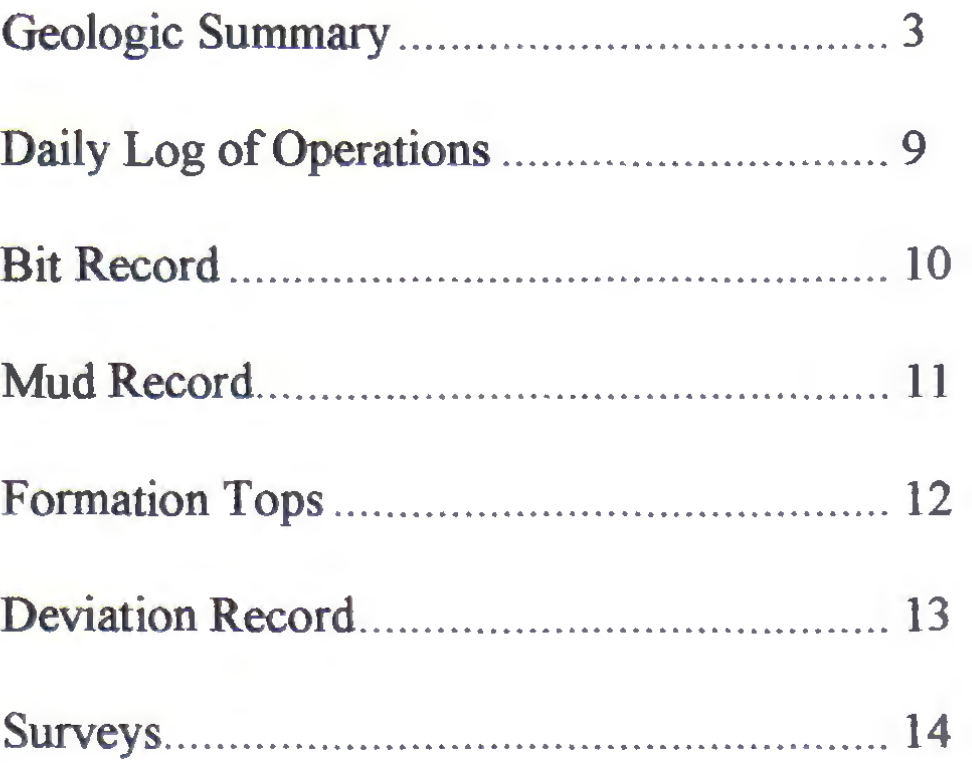 Geologic Summary ..................................... 3
Daily Log of Operations ............................. 9
Bit Record .................................................. 10
Mud Record................................................ 11
Formation Tops .......................................... 12
Deviation Record........................................ 13
Surveys....................................................... 14